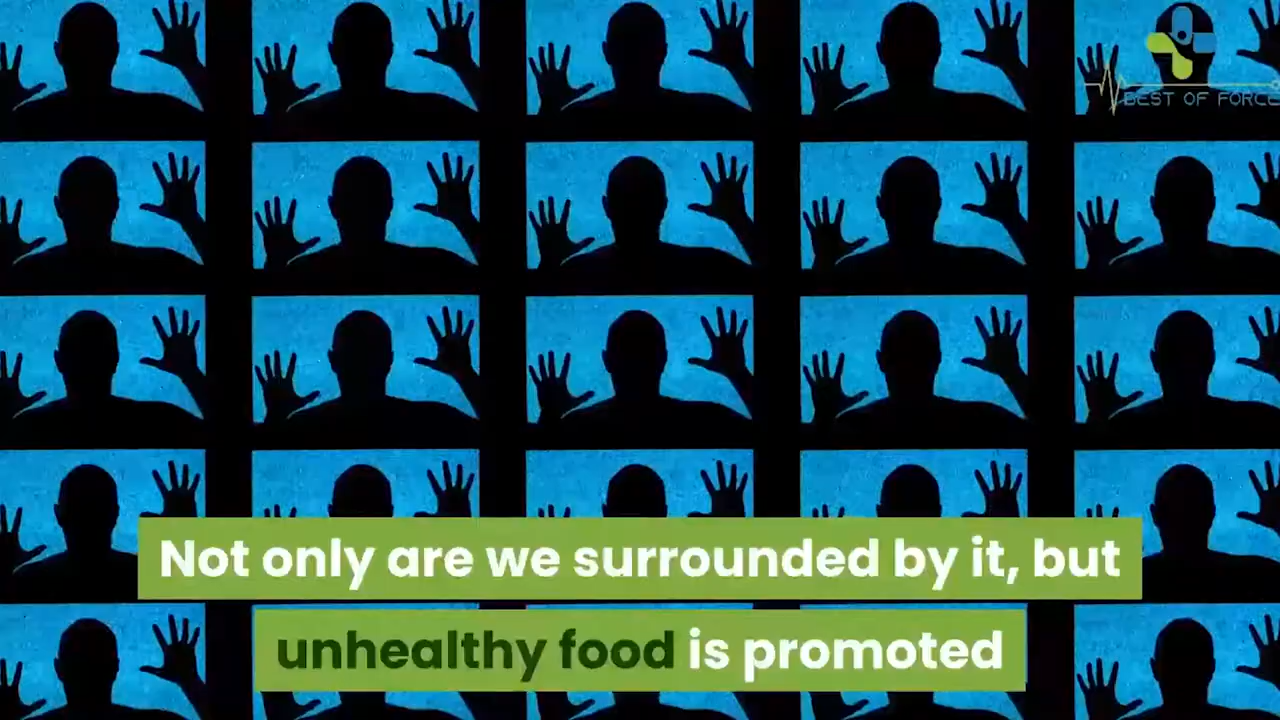 BEST OF FORCE
Not only are we surrounded by it, but
unhealthy food is promoted